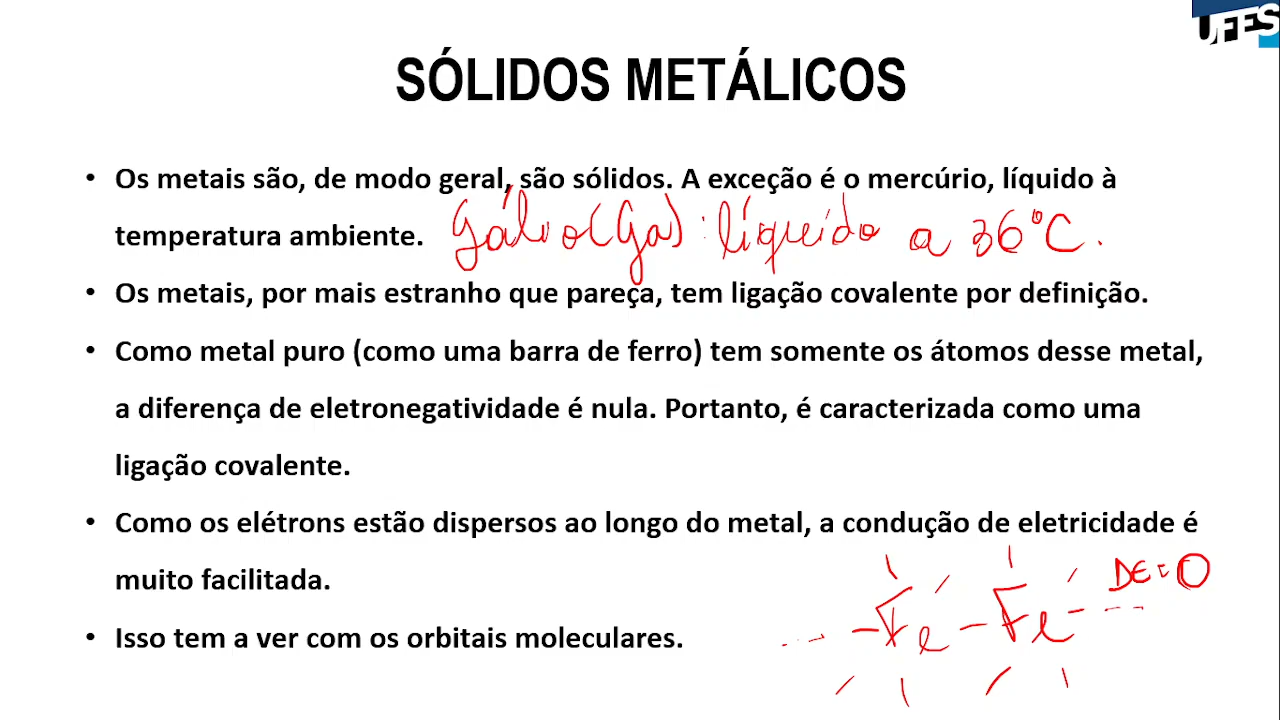 UFES
SÓLIDOS METÁLICOS
• Os metais são, de modo geral, são sólidos. A exceção é o mercúrio, líquido à
temperatura ambiente. Gálio (Ga): líquido a 36°C.
• Os metais, por mais estranho que pareça, tem ligação covalente por definição.
• Como metal puro (como uma barra de ferro) tem somente os átomos desse metal,
a diferença de eletronegatividade é nula. Portanto, é caracterizada como uma
ligação covalente.
• Como os elétrons estão dispersos ao longo do metal, a condução de eletricidade é
muito facilitada.
DE = 0
• Isso tem a ver com os orbitais moleculares. ... - Fe - Fe - ...